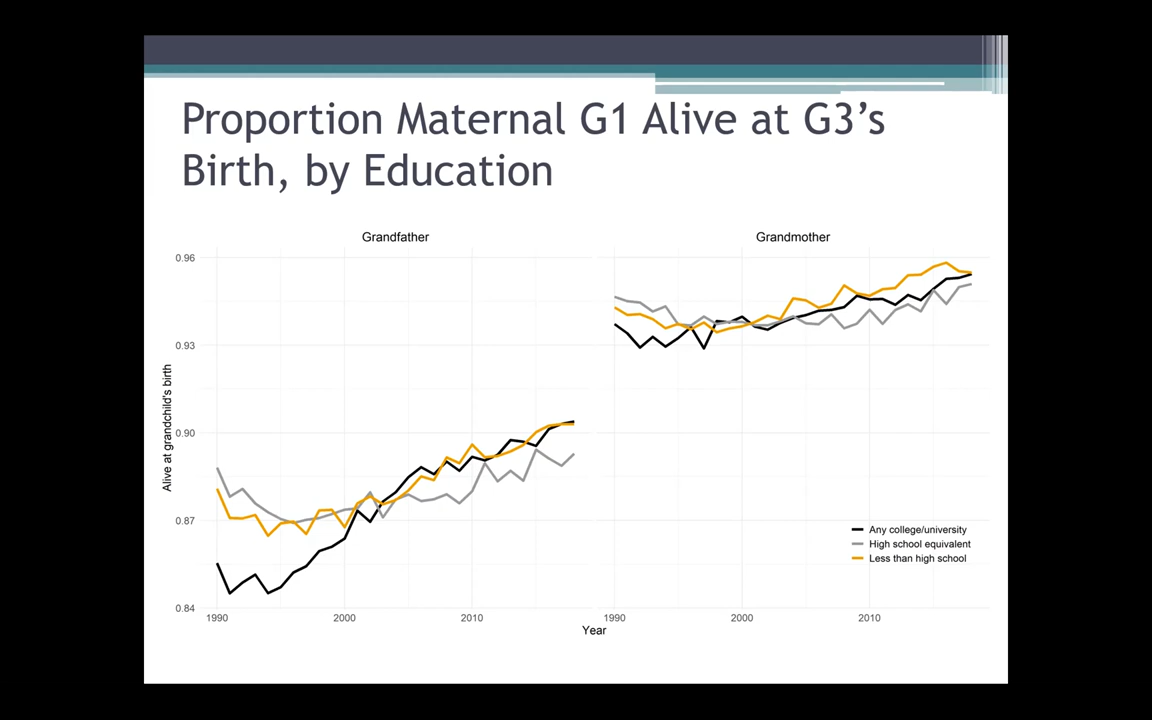 Proportion Maternal G1 Alive at G3’s
Birth, by Education
Grandfather
Grandmother
Alive at grandchild's birth
0.96
0.93
0.90
0.87
0.84
Any college/university
High school equivalent
Less than high school
1990
2000
2010
1990
2000
2010
Year